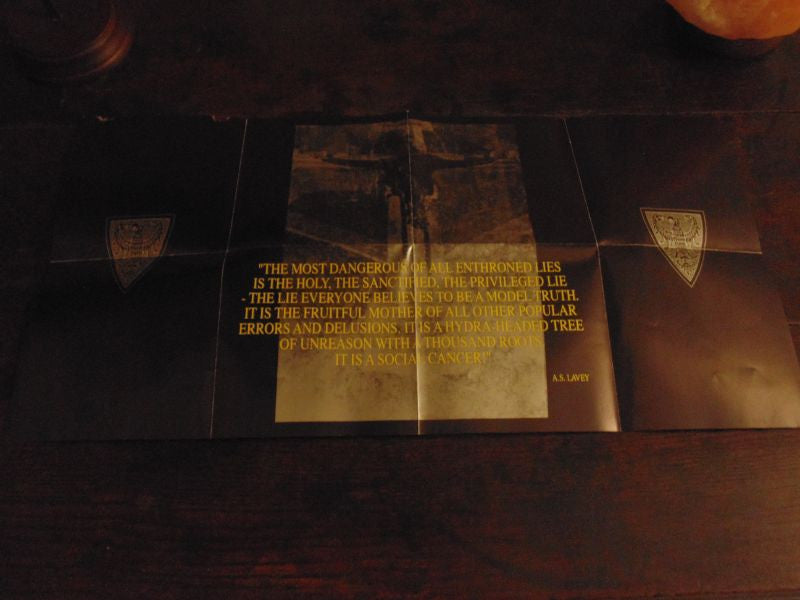 "THE MOST DANGEROUS OF ALL ENTHRONED LIES
IS THE HOLY, THE SANCTIFIED, THE PRIVILEGED LIE
- THE LIE EVERYONE BELIEVES TO BE A MODEL TRUTH.
IT IS THE FRUITFUL MOTHER OF ALL OTHER POPULAR
ERRORS AND DELUSIONS. IT IS A HYDRA-HEADED TREE
OF UNREASON WITH A THOUSAND ROOTS.
IT IS A SOCIAL CANCER!"
A.S. LAVEY